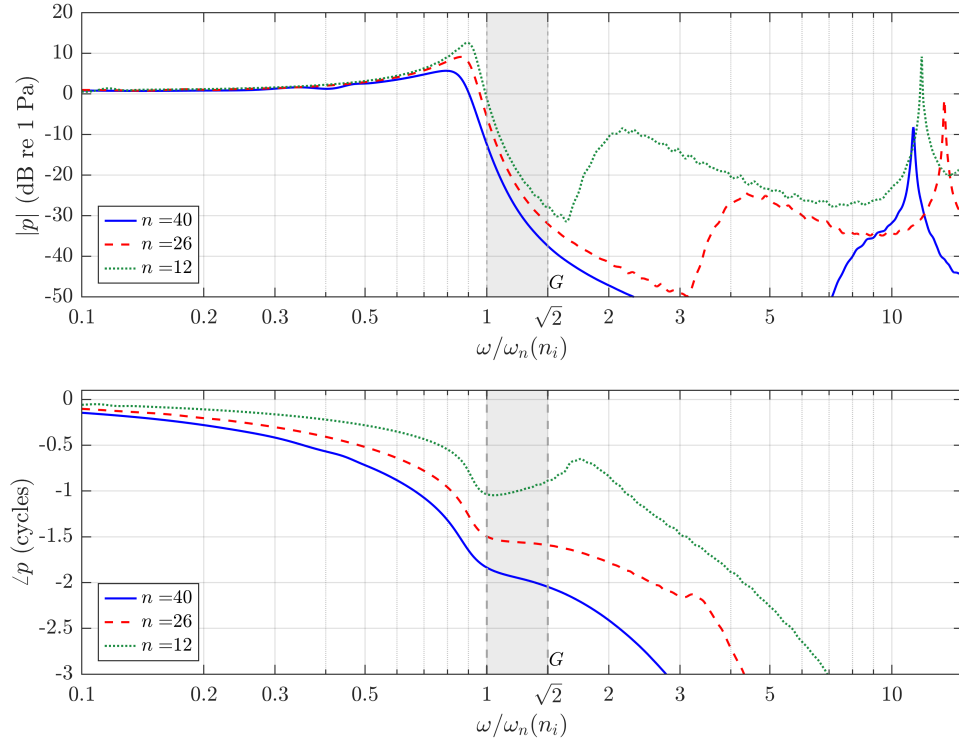 20
10
0
-10
-20
-30
-40
-50
|p| (dB re 1 Pa)
n = 40
n = 26
n = 12
G
0.1 0.2 0.3 0.5 1 √2 2 3 5 10
ω/ωn(ni)
0
-0.5
-1
-1.5
-2
-2.5
-3
∠p (cycles)
n = 40
n = 26
n = 12
G
0.1 0.2 0.3 0.5 1 √2 2 3 5 10
ω/ωn(ni)